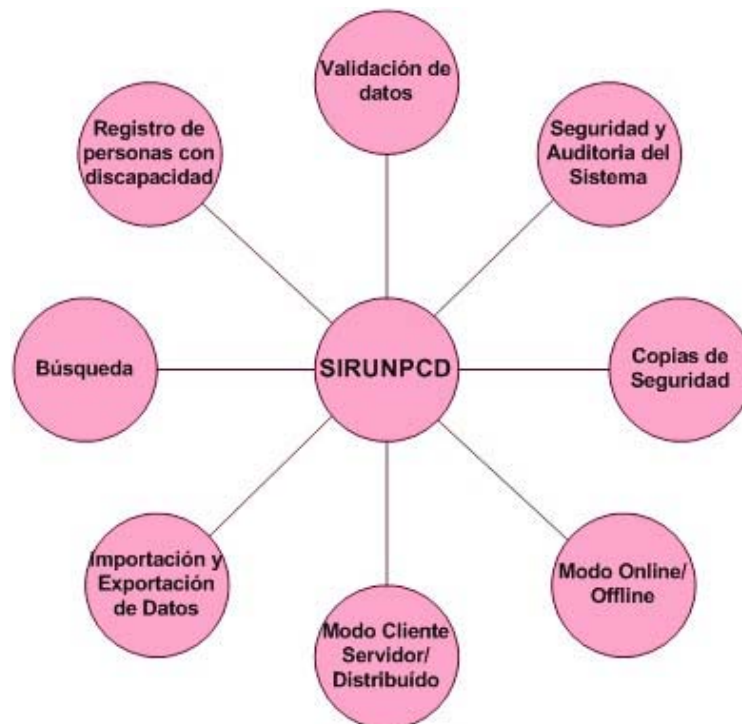 Validación de
datos
Registro de
personas con
discapacidad
Seguridad y
Auditoria del
Sistema
Búsqueda
SIRUNPCD
Copias de
Seguridad
Importación y
Exportación
de Datos
Modo Online/
Offline
Modo Cliente
Servidor/
Distribuído